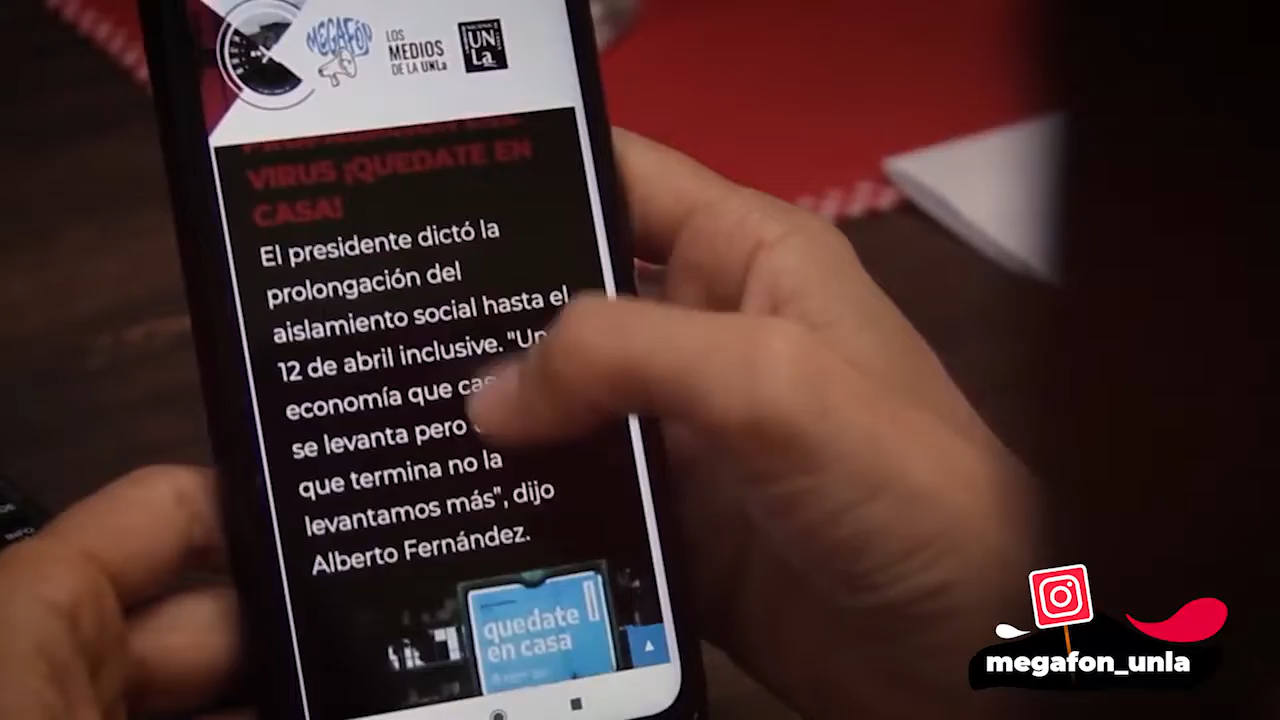 MEGAFÓN
LOS
MEDIOS
DE LA UNLa
UN
La
VIRUS ¡QUEDATE EN
CASA!
El presidente dictó la
prolongación del
aislamiento social hasta el
12 de abril inclusive. "Un
economía que
se levanta pero
que termina no la
levantamos más", dijo
Alberto Fernández.
quedate
en casa
megafon_unla